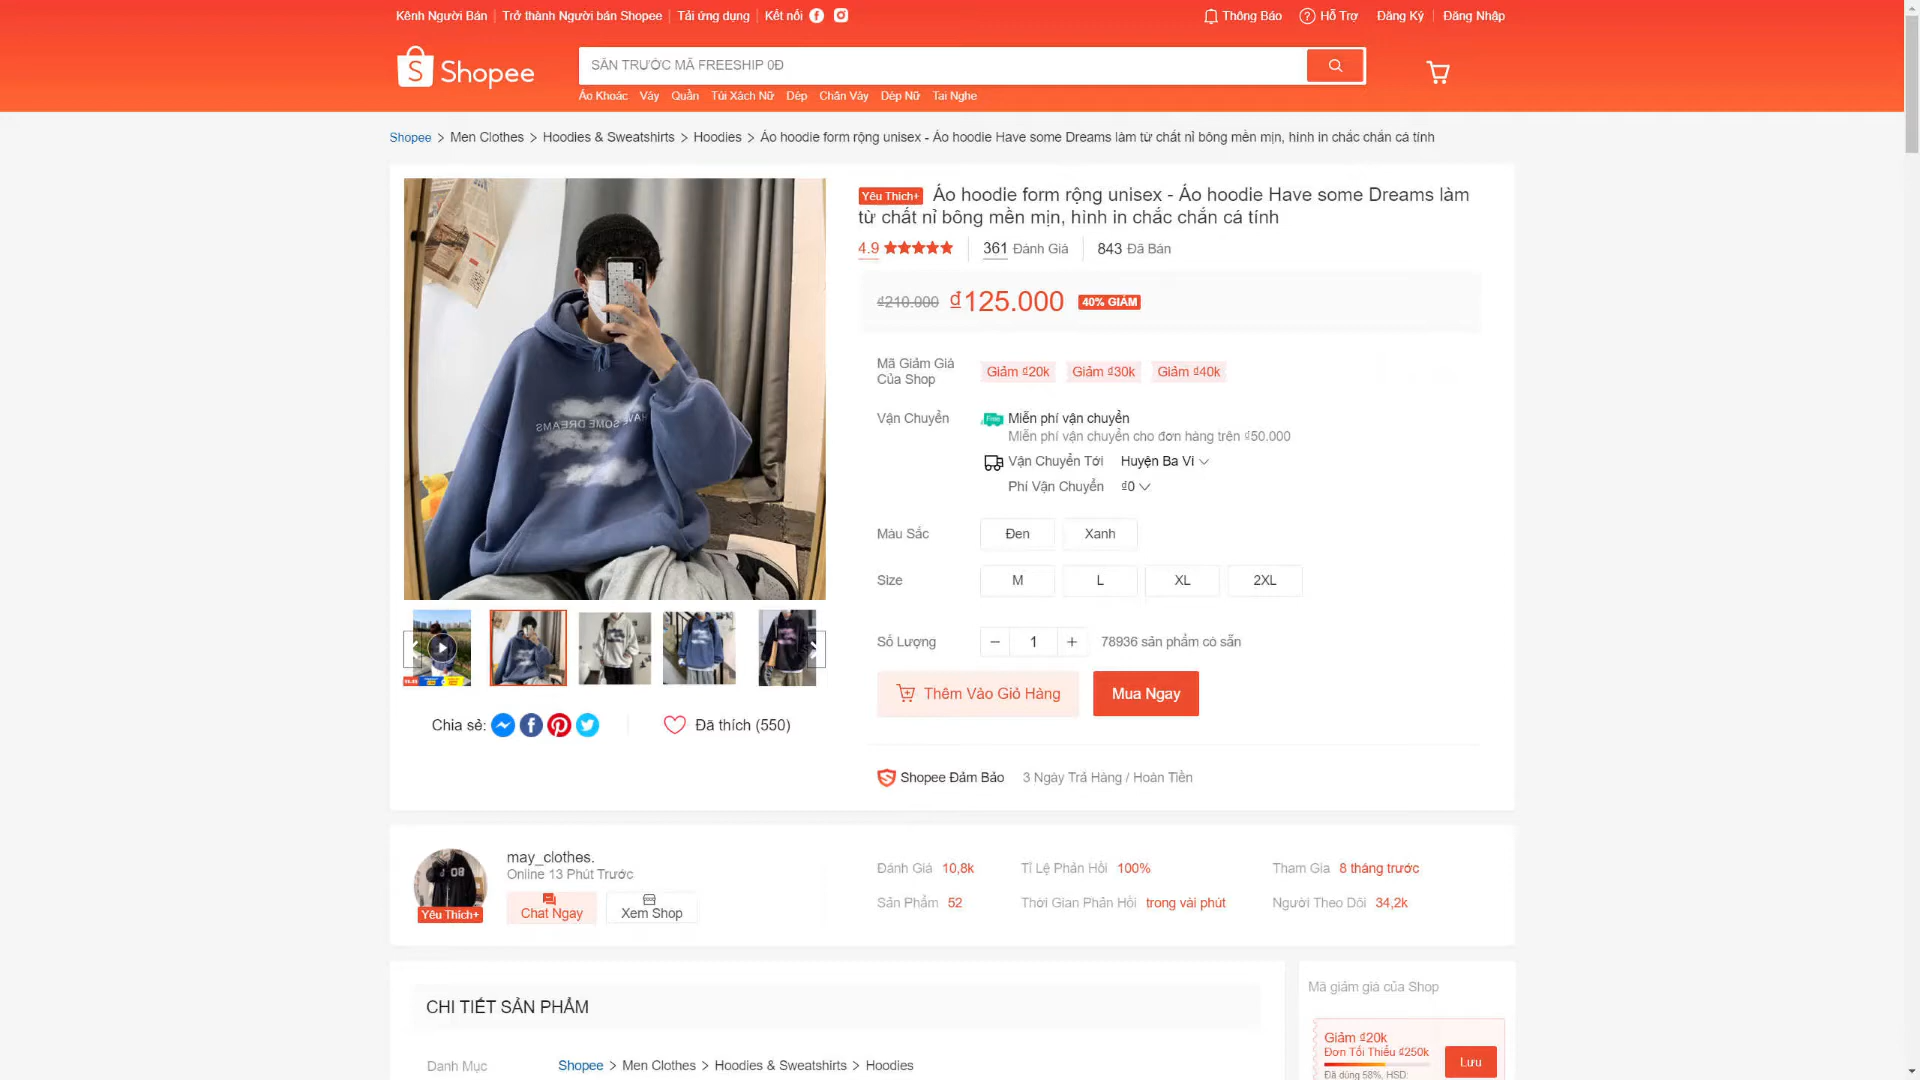 Kênh Người Bán
Trở thành Người bán Shopee
Tải ứng dụng
Kết nối
Thông Báo
Hỗ Trợ
Đăng Ký
Đăng Nhập
Shopee
SĂN TRƯỚC MÃ FREESHIP 0Đ
Áo Khoác Váy Quần Túi Xách Nữ Dép Chân Váy Dép Nữ Tai Nghe
Shopee > Men Clothes > Hoodies & Sweatshirts > Hoodies > Áo hoodie form rộng unisex - Áo hoodie Have some Dreams làm từ chất nỉ bông mền mịn, hình in chắc chắn cá tính
Yêu Thích+ Áo hoodie form rộng unisex - Áo hoodie Have some Dreams làm
từ chất nỉ bông mền mịn, hình in chắc chắn cá tính
4.9
361 Đánh Giá
843 Đã Bán
₫210.000 ₫125.000 40% GIẢM
Mã Giảm Giá
Của Shop
Giảm ₫20k
Giảm ₫30k
Giảm ₫40k
Vận Chuyển
Miễn phí vận chuyển
Miễn phí vận chuyển cho đơn hàng trên ₫50.000
Vận Chuyển Tới Huyện Ba Vì
Phí Vận Chuyển ₫0
HAVE SOME DREAMS
Màu Sắc Đen Xanh
Size M L XL 2XL
Số Lượng - 1 + 78936 sản phẩm có sẵn
Thêm Vào Giỏ Hàng
Mua Ngay
Chia sẻ:
Đã thích (550)
Shopee Đảm Bảo 3 Ngày Trả Hàng / Hoàn Tiền
may_clothes.
Online 13 Phút Trước
80
Yêu Thích+
Chat Ngay
Xem Shop
Đánh Giá 10,8k
Tỉ Lệ Phản Hồi 100%
Tham Gia 8 tháng trước
Sản Phẩm 52
Thời Gian Phản Hồi trong vài phút
Người Theo Dõi 34,2k
CHI TIẾT SẢN PHẨM
Danh Mục Shopee > Men Clothes > Hoodies & Sweatshirts > Hoodies
Mã giảm giá của Shop
Giảm ₫20k
Đơn Tối Thiểu ₫250k
Đã dùng 58%, HSD:
Lưu